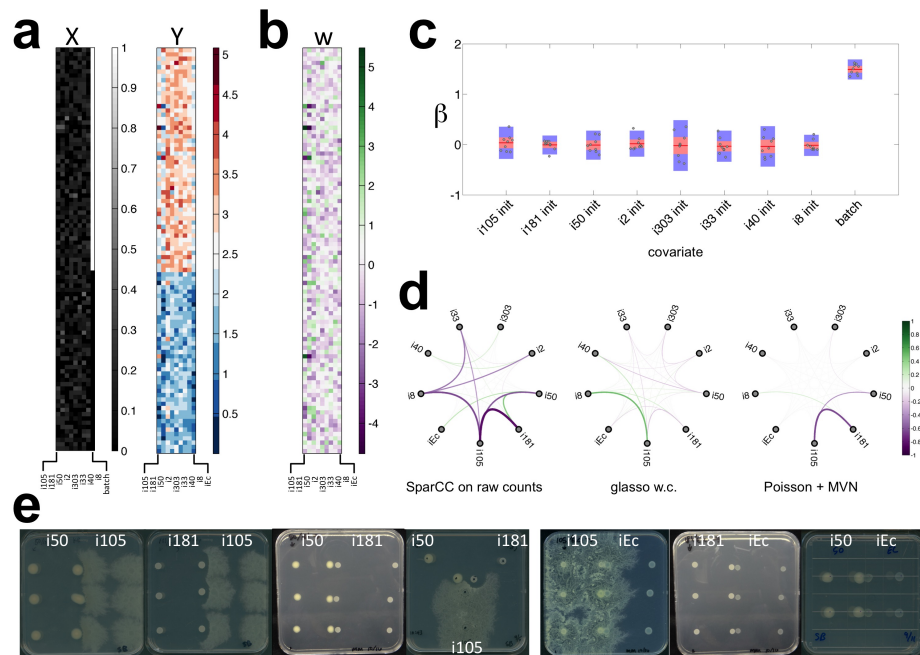 a
X
Y
1
0.9
0.8
0.7
0.6
0.5
0.4
0.3
0.2
0.1
0
5
4.5
4
3.5
3
2.5
2
1.5
1
0.5
i105
i181
i50
i2
i303
i33
i40
i8
batch
i105
i181
i50
i2
i303
i33
i40
i8
iEc
b
w
5
4
3
2
1
0
-1
-2
-3
-4
i105
i181
i50
i2
i303
i33
i40
i8
iEc
c
β
2
1
0
-1
i105 init
i181 init
i50 init
i2 init
i303 init
i33 init
i40 init
i8 init
batch
covariate
d
i33
i303
i40
i2
i8
i50
iEc
i181
i105
SparCC on raw counts
i33
i303
i40
i2
i8
i50
iEc
i181
i105
glasso w.c.
i33
i303
i40
i2
i8
i50
iEc
i181
i105
Poisson + MVN
1
0.8
0.6
0.4
0.2
0
-0.2
-0.4
-0.6
-0.8
-1
e
i50 i105
i181 i105
i50 i181
i50 i181
i105
i105 iEc
i181 iEc
i50 iEc